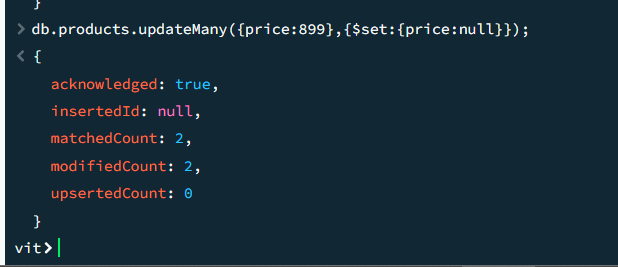 }
> db.products.updateMany({price:899},{$set:{price:null}});
< {
acknowledged: true,
insertedId: null,
matchedCount: 2,
modifiedCount: 2,
upsertedCount: 0
}
vit>